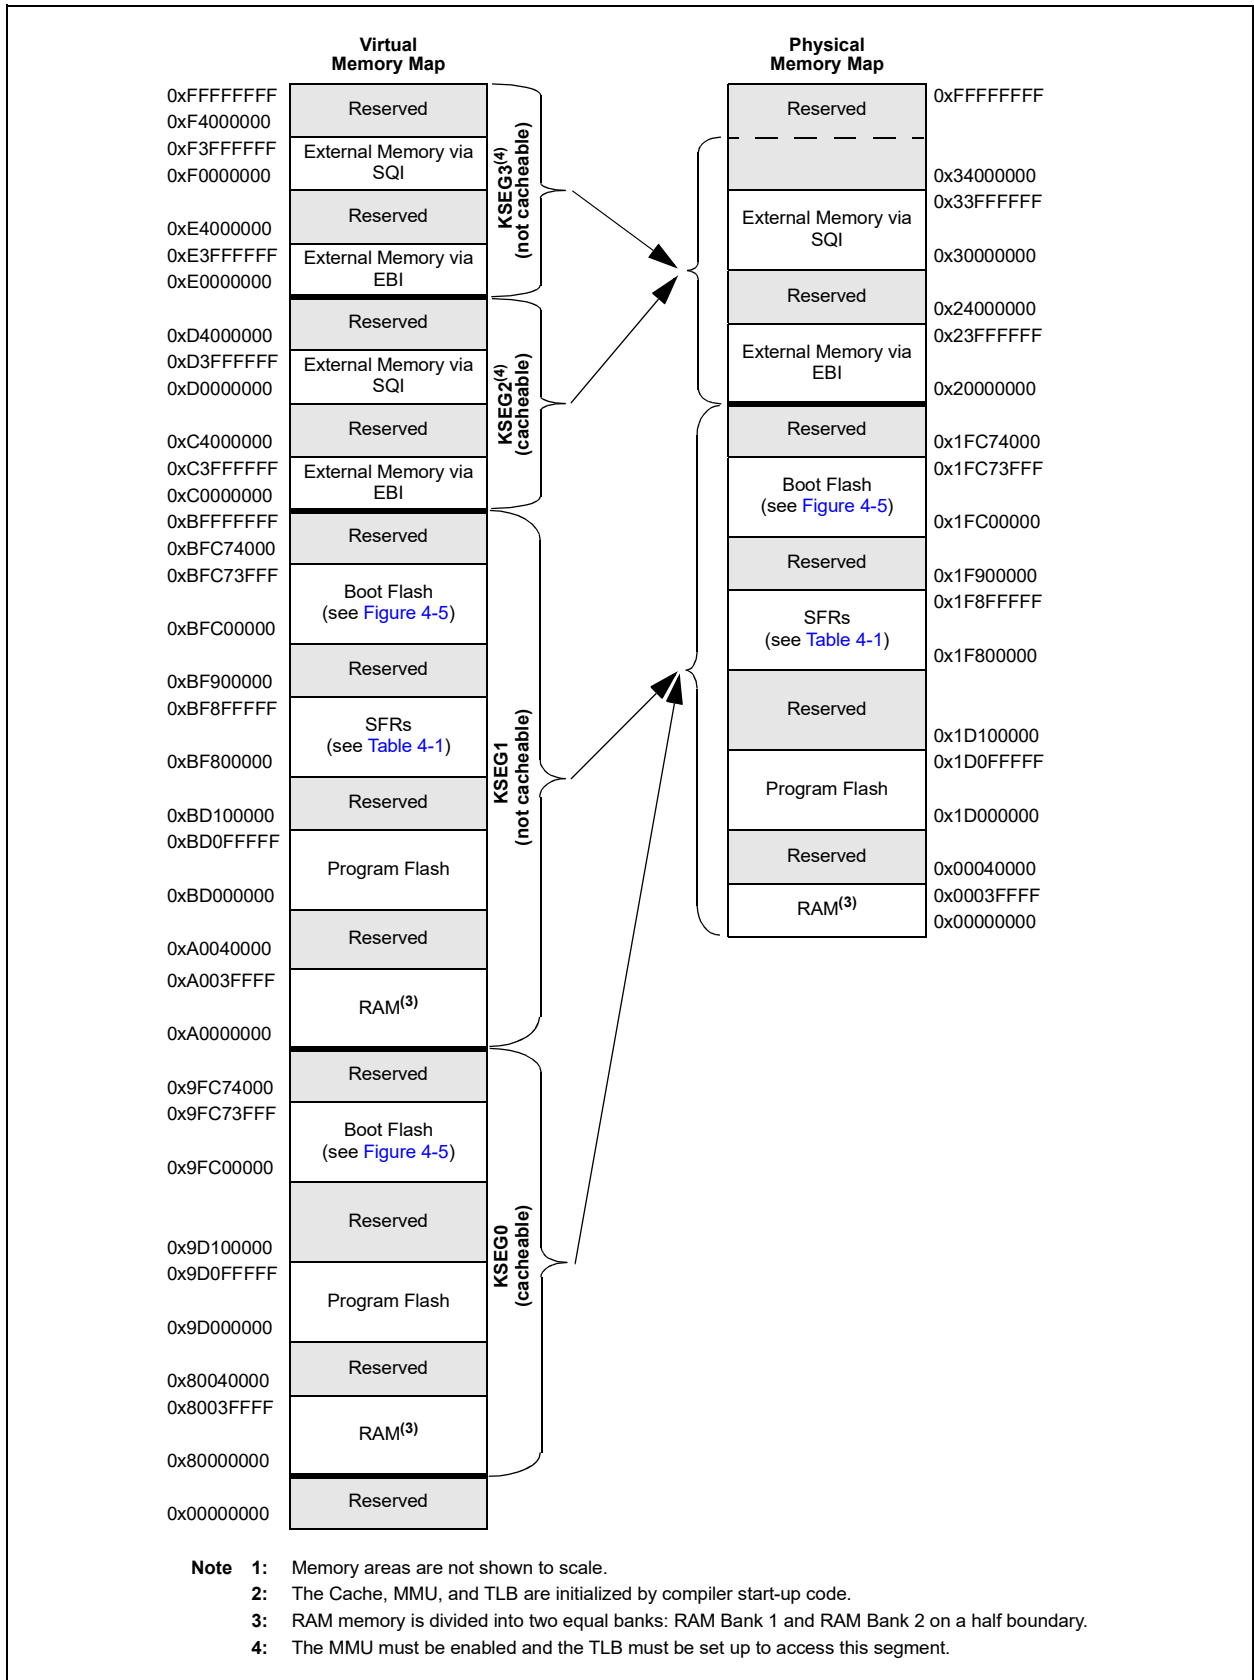 Virtual
Memory Map
0xFFFFFFFF
Reserved
0xF4000000
0xF3FFFFFF
External Memory via
SQI
0xF0000000
Reserved
0xE4000000
0xE3FFFFFF
External Memory via
EBI
0xE0000000
KSEG3(4)
(not cacheable)
Reserved
0xD4000000
0xD3FFFFFF
External Memory via
SQI
0xD0000000
Reserved
0xC4000000
0xC3FFFFFF
External Memory via
EBI
0xC0000000
KSEG2(4)
(cacheable)
0xBFFFFFFF
Reserved
0xBFC74000
0xBFC73FFF
Boot Flash
(see Figure 4-5)
0xBFC00000
Reserved
0xBF900000
0xBF8FFFFF
SFRs
(see Table 4-1)
0xBF800000
Reserved
0xBD100000
0xBD0FFFFF
Program Flash
0xBD000000
Reserved
0xA0040000
0xA003FFFF
RAM(3)
0xA0000000
KSEG1
(not cacheable)
Reserved
0x9FC74000
0x9FC73FFF
Boot Flash
(see Figure 4-5)
0x9FC00000
Reserved
0x9D100000
0x9D0FFFFF
Program Flash
0x9D000000
Reserved
0x80040000
0x8003FFFF
RAM(3)
0x80000000
KSEG0
(cacheable)
Reserved
0x00000000
Physical
Memory Map
0xFFFFFFFF
Reserved
0x34000000
0x33FFFFFF
External Memory via
SQI
0x30000000
Reserved
0x24000000
0x23FFFFFF
External Memory via
EBI
0x20000000
Reserved
0x1FC74000
0x1FC73FFF
Boot Flash
(see Figure 4-5)
0x1FC00000
Reserved
0x1F900000
0x1F8FFFFF
SFRs
(see Table 4-1)
0x1F800000
Reserved
0x1D100000
0x1D0FFFFF
Program Flash
0x1D000000
Reserved
0x00040000
0x0003FFFF
RAM(3)
0x00000000
Note 1: Memory areas are not shown to scale.
2: The Cache, MMU, and TLB are initialized by compiler start-up code.
3: RAM memory is divided into two equal banks: RAM Bank 1 and RAM Bank 2 on a half boundary.
4: The MMU must be enabled and the TLB must be set up to access this segment.